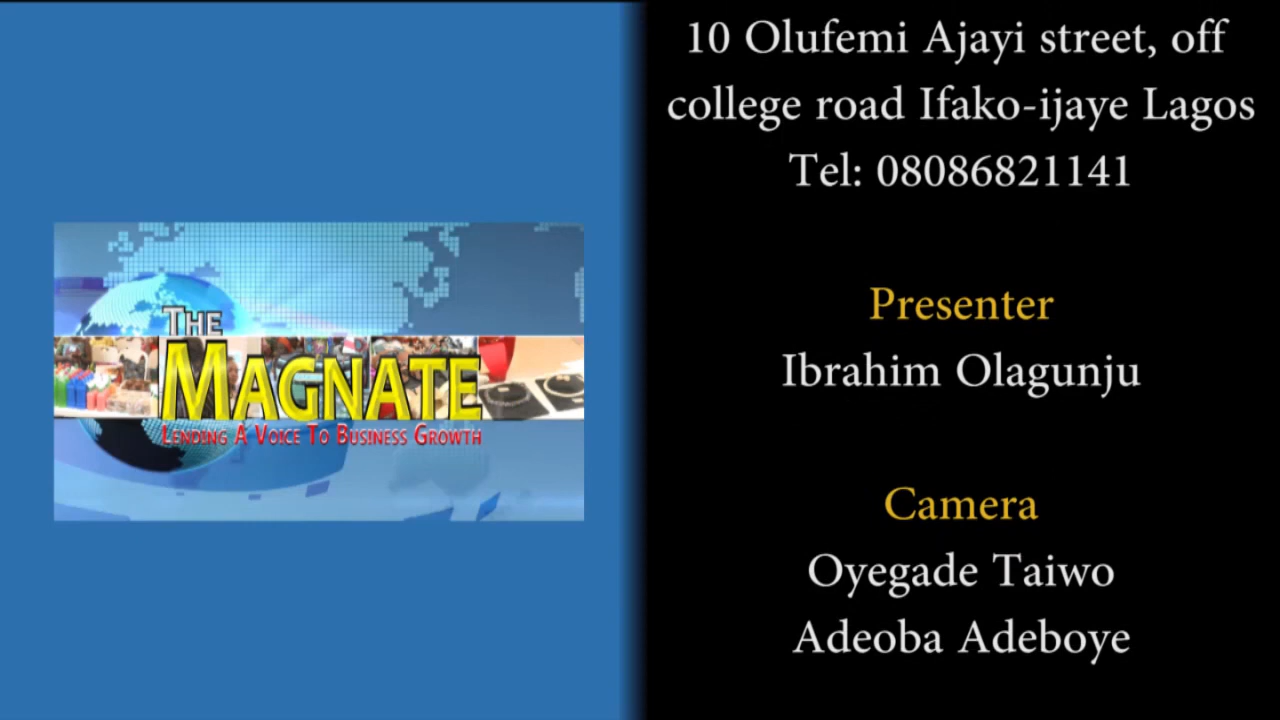 THE
MAGNATE
LENDING A VOICE TO BUSINESS GROWTH
10 Olufemi Ajayi street, off
college road Ifako-ijaye Lagos
Tel: 08086821141
Presenter
Ibrahim Olagunju
Camera
Oyegade Taiwo
Adeoba Adeboye